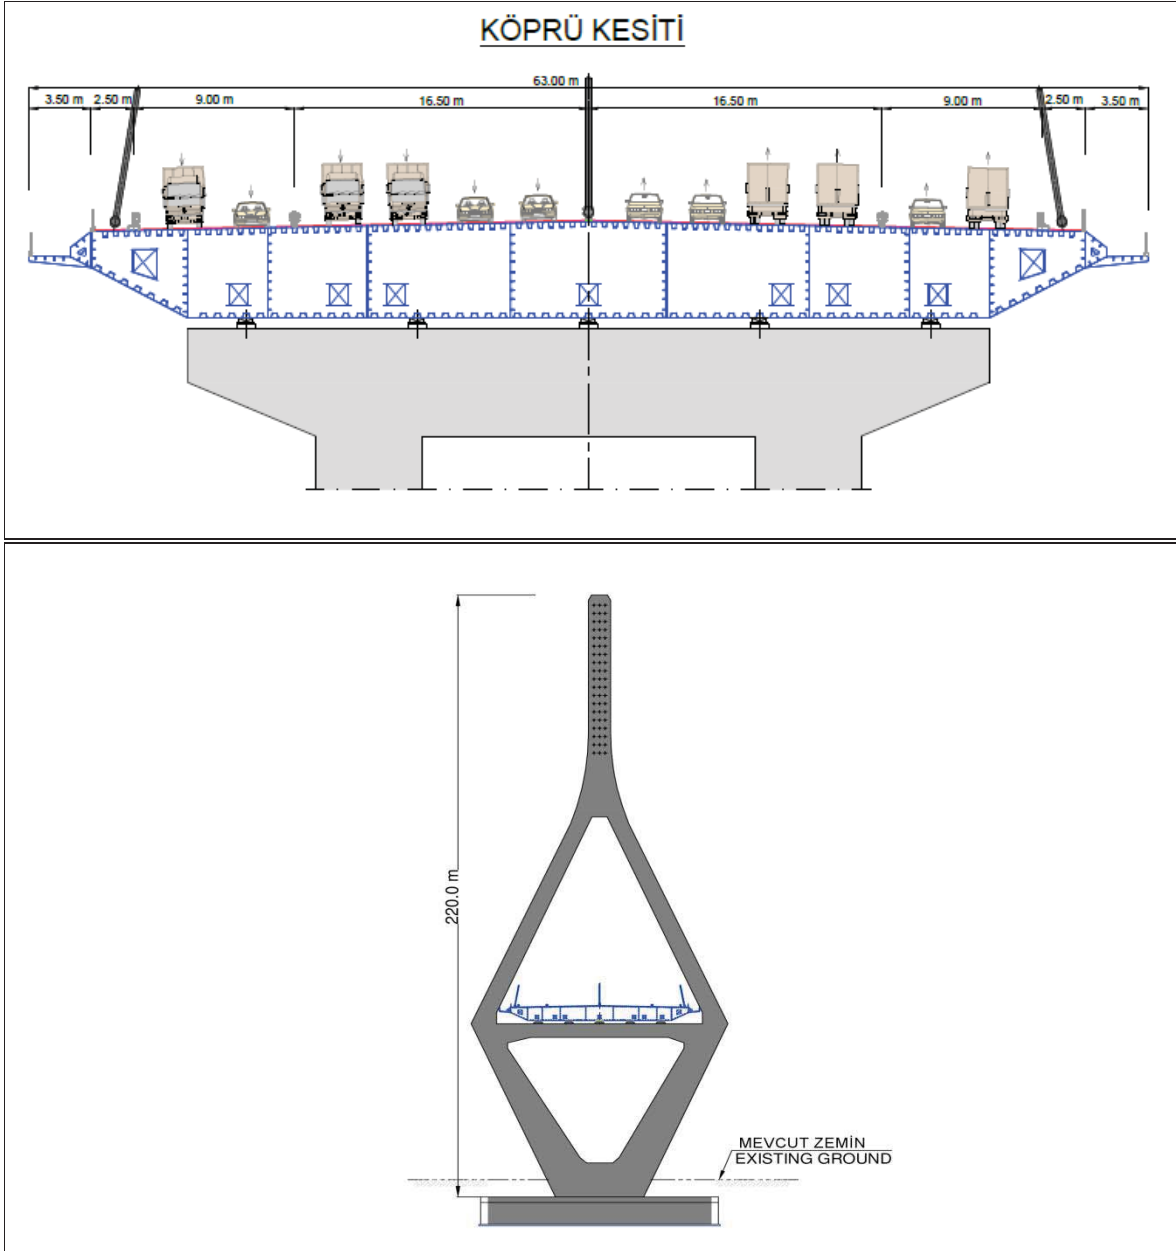 KÖPRÜ KESİTİ
63.00 m
3.50 m 2.50 m 9.00 m 16.50 m 16.50 m 9.00 m 2.50 m 3.50 m
220.0 m
MEVCUT ZEMİN
EXISTING GROUND